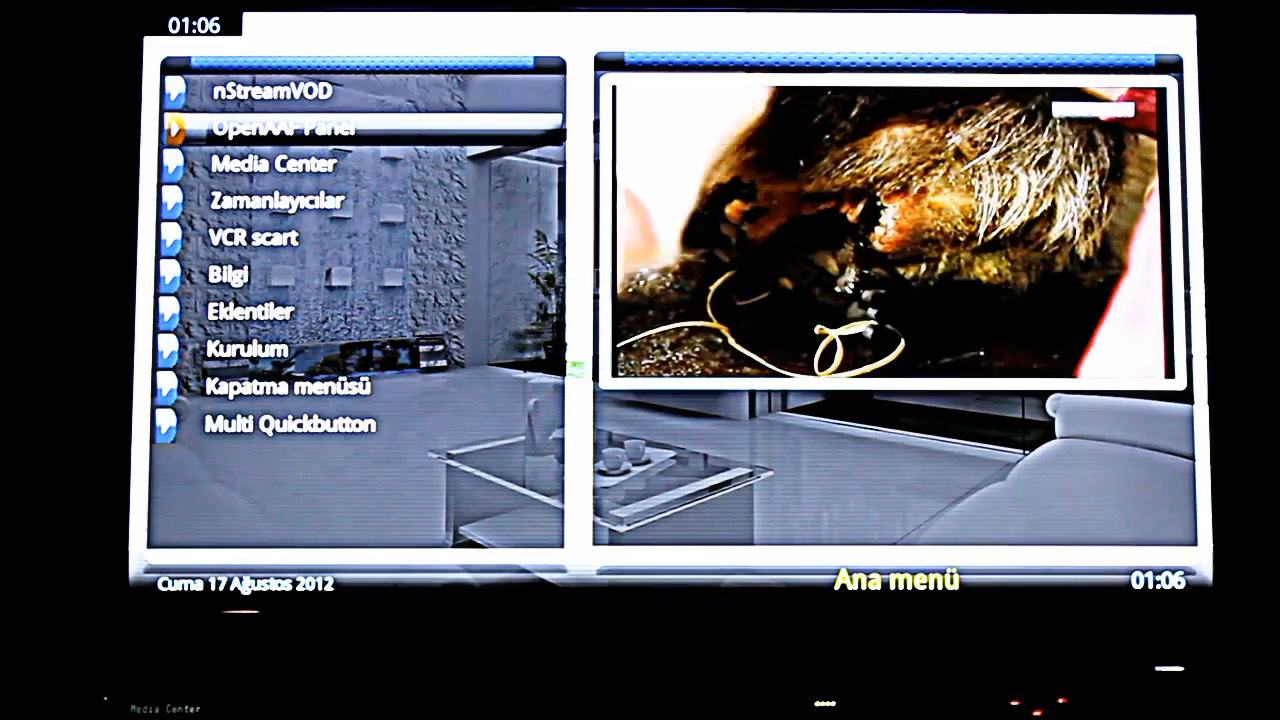 01:06
nStreamVOD
OpenAAF Panel
Media Center
Zamanlayıcılar
VCR scart
Bilgi
Eklentiler
Kurulum
Kapatma menüsü
Multi Quickbutton
Cuma 17 Ağustos 2012
Ana menü
01:06
Media Center